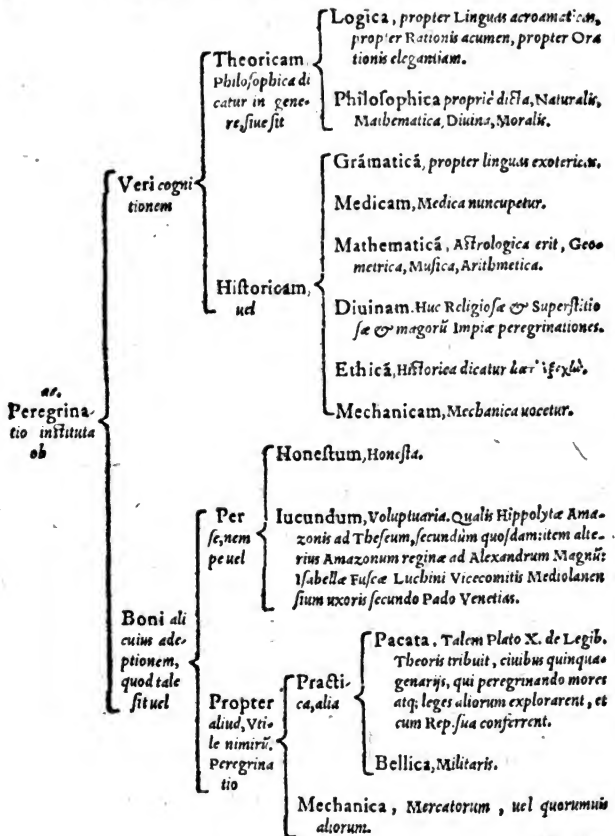 Logica, propter Linguas acroamaticas,
propter Rationis acumen, propter Ora
tionis elegantiam.
Theoricam
Philoſophica di
catur in gene-
re, ſiue ſit
Philoſophica propriè dicta, Naturalis,
Mathematica, Diuina, Moralis.
Veri cogni
tionem
Grãmaticã, propter linguas exotericas.
Medicam, Medica nuncupetur.
Mathematicã, Aſtrologica erit, Geo-
metrica, Muſica, Arithmetica.
Hiſtoricam,
uel
Diuinam. Huc Religioſæ & Superſtitio
ſæ & magorũ Impiæ peregrinationes.
Ethicã, Hiſtorica dicatur
Mechanicam, Mechanica uocetur.
ac.
Peregrina-
tio inſtituta
ob
Honeſtum, Honeſta.
Per
ſe, nem
pe uel
Iucundum, Voluptuaria. Qualis Hippolytæ Ama-
zonis ad Theſeum, ſecundùm quoſdam: item alte-
rius Amazonum reginæ ad Alexandrum Magnũ:
Iſabellæ Fuſcæ Luchini Vicecomitis Mediolanen
ſium uxoris ſecundo Pado Venetias.
Boni ali
cuius ade-
ptionem,
quod tale
ſit uel
Pacata, Talem Plato X. de Legib.
Theoris tribuit, ciuibus quinqua-
genarijs, qui peregrinando mores
atq; leges aliorum explorarent, et
cum Rep. ſua conferrent.
Practi-
ca, alia
Propter
aliud, Vti-
le nimirũ.
Peregrina
tio
Bellica, Militaris.
Mechanica, Mercatorum, uel quorumuis
aliorum.